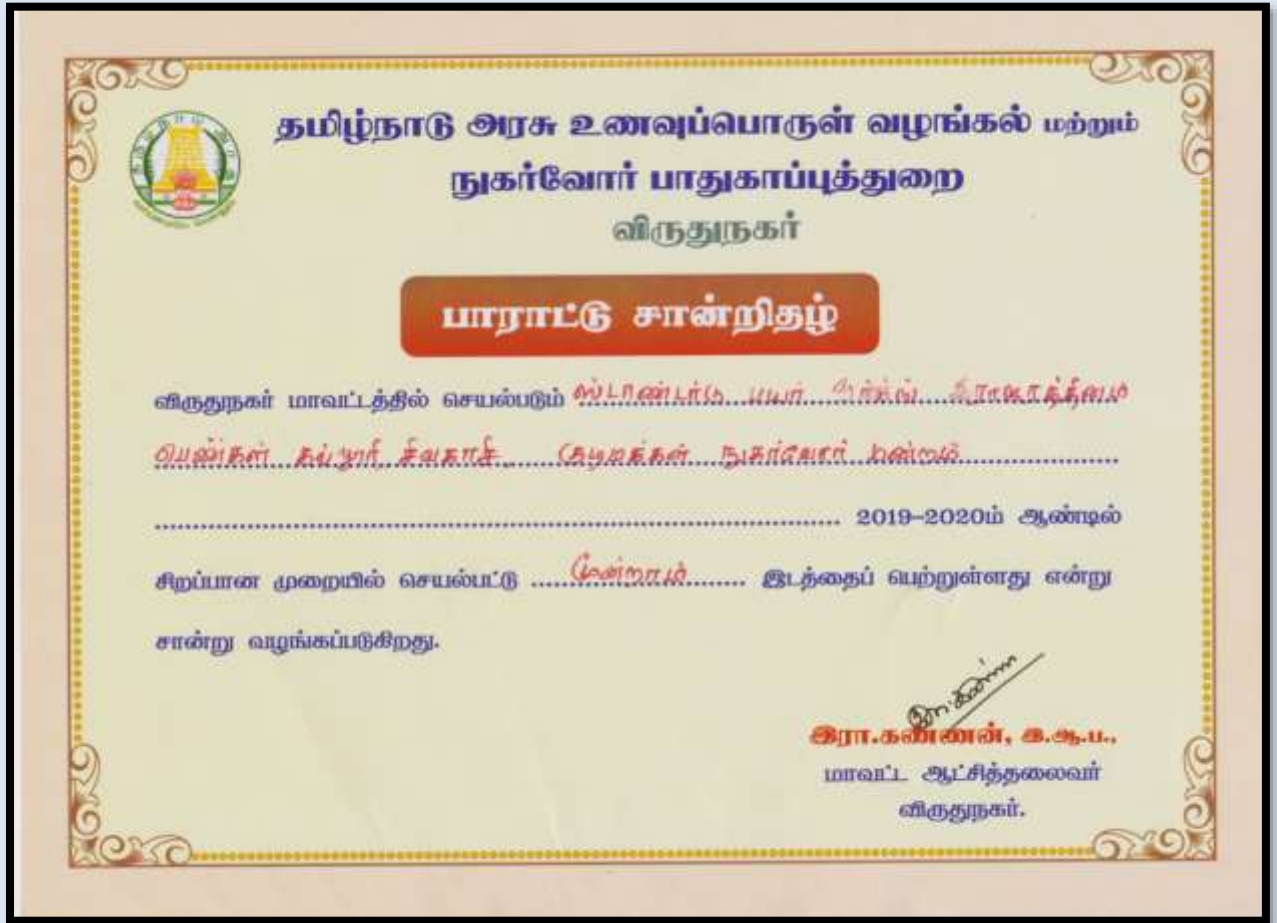 தமிழ்நாடு அரசு உணவுப்பொருள் வழங்கல் மற்றும்
நுகர்வோர் பாதுகாப்புத்துறை
விருதுநகர்
பாராட்டு சான்றிதழ்
விருதுநகர் மாவட்டத்தில் செயல்படும் ஸ்டாண்டர்டு பயர் ஒர்க்ஸ் இராஜரத்தினம்
பெண்கள் கல்லூரி சிவகாசி குடிமக்கள் நுகர்வோர் மன்றம்
2019-2020ம் ஆண்டில்
சிறப்பான முறையில் செயல்பட்டு மூன்றாம் இடத்தைப் பெற்றுள்ளது என்று
சான்று வழங்கப்படுகிறது.
இரா.கண்ணன், இ.ஆ.ப.,
மாவட்ட ஆட்சித்தலைவர்
விருதுநகர்.